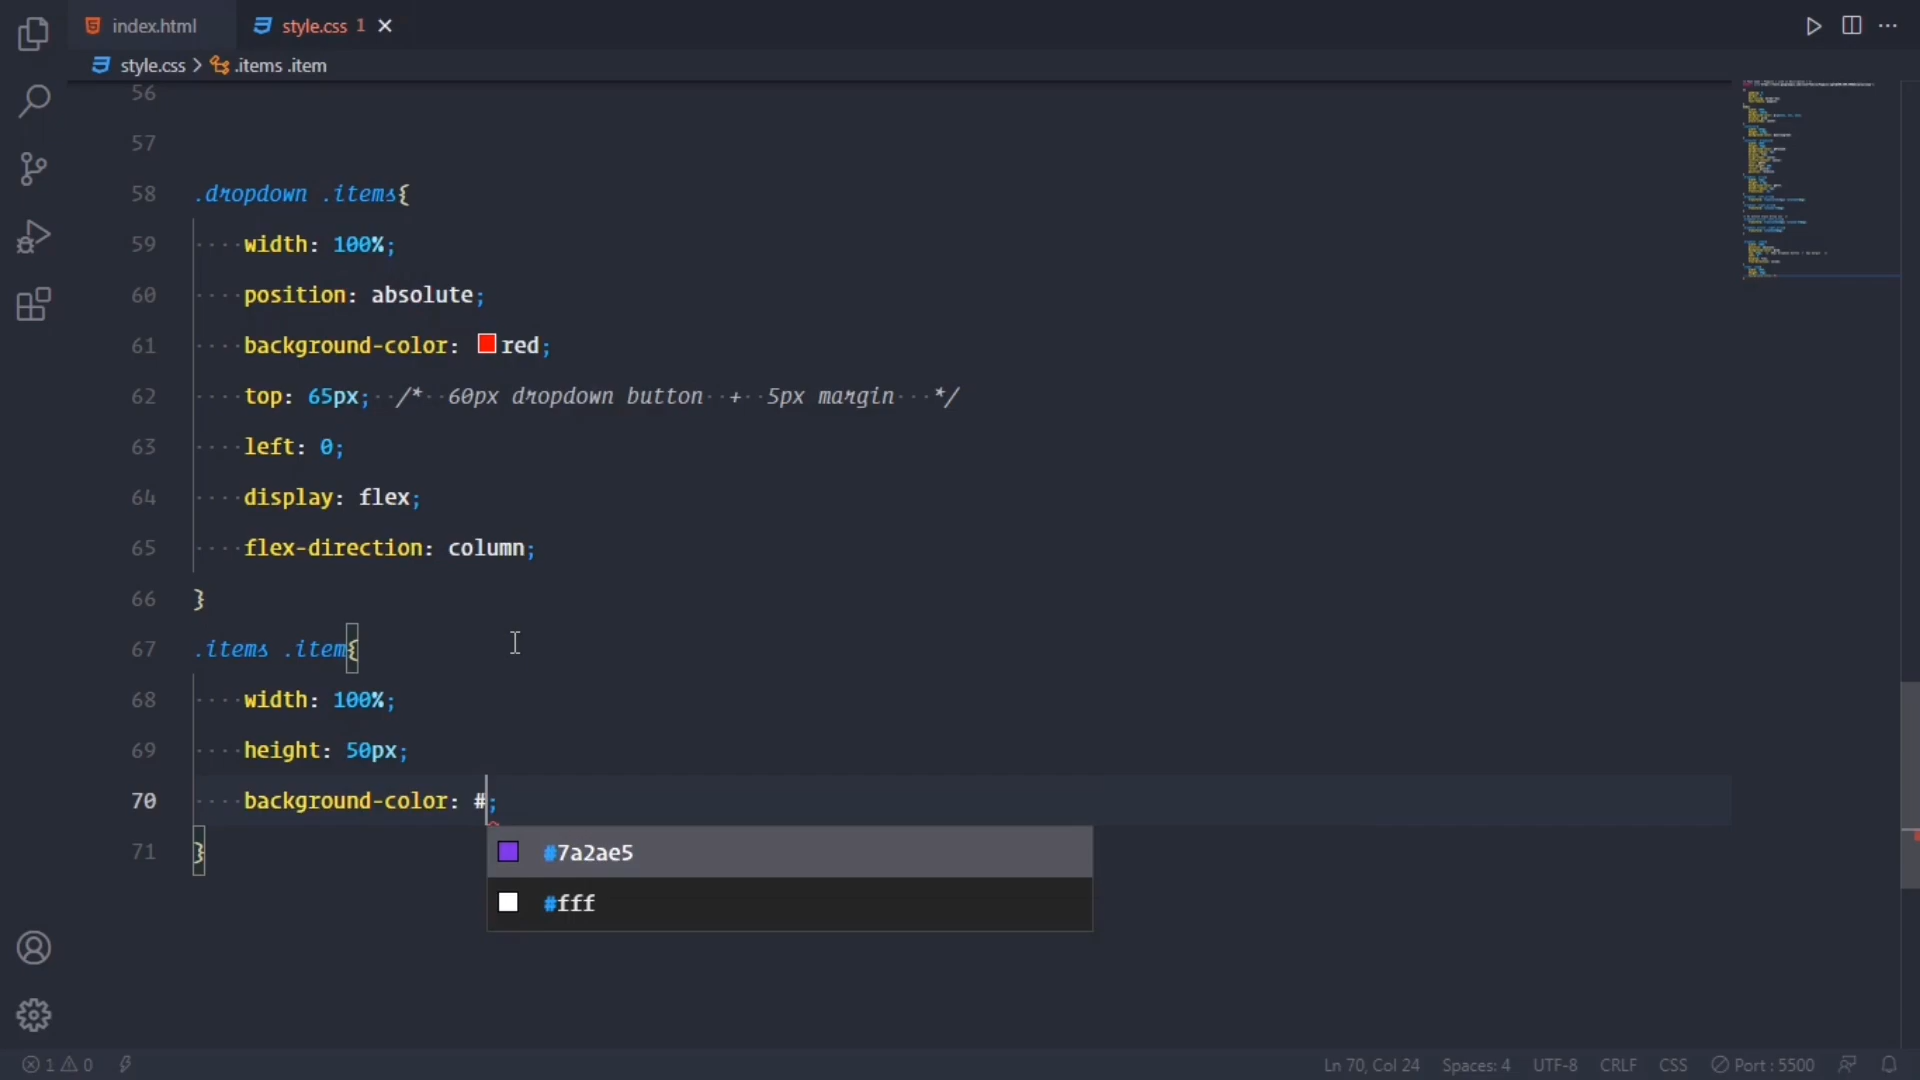 index.html
style.css 1
style.css > .items .item
56
57
58 .dropdown .items{
59 ····width: 100%;
60 ····position: absolute;
61 ····background-color: red;
62 ····top: 65px;··/*··60px dropdown button··+··5px margin···*/
63 ····left: 0;
64 ····display: flex;
65 ····flex-direction: column;
66 }
67 .items .item{
68 ····width: 100%;
69 ····height: 50px;
70 ····background-color: #;
#7a2ae5
71 }
#fff
1 0
Ln 70, Col 24 Spaces: 4 UTF-8 CRLF CSS Port : 5500